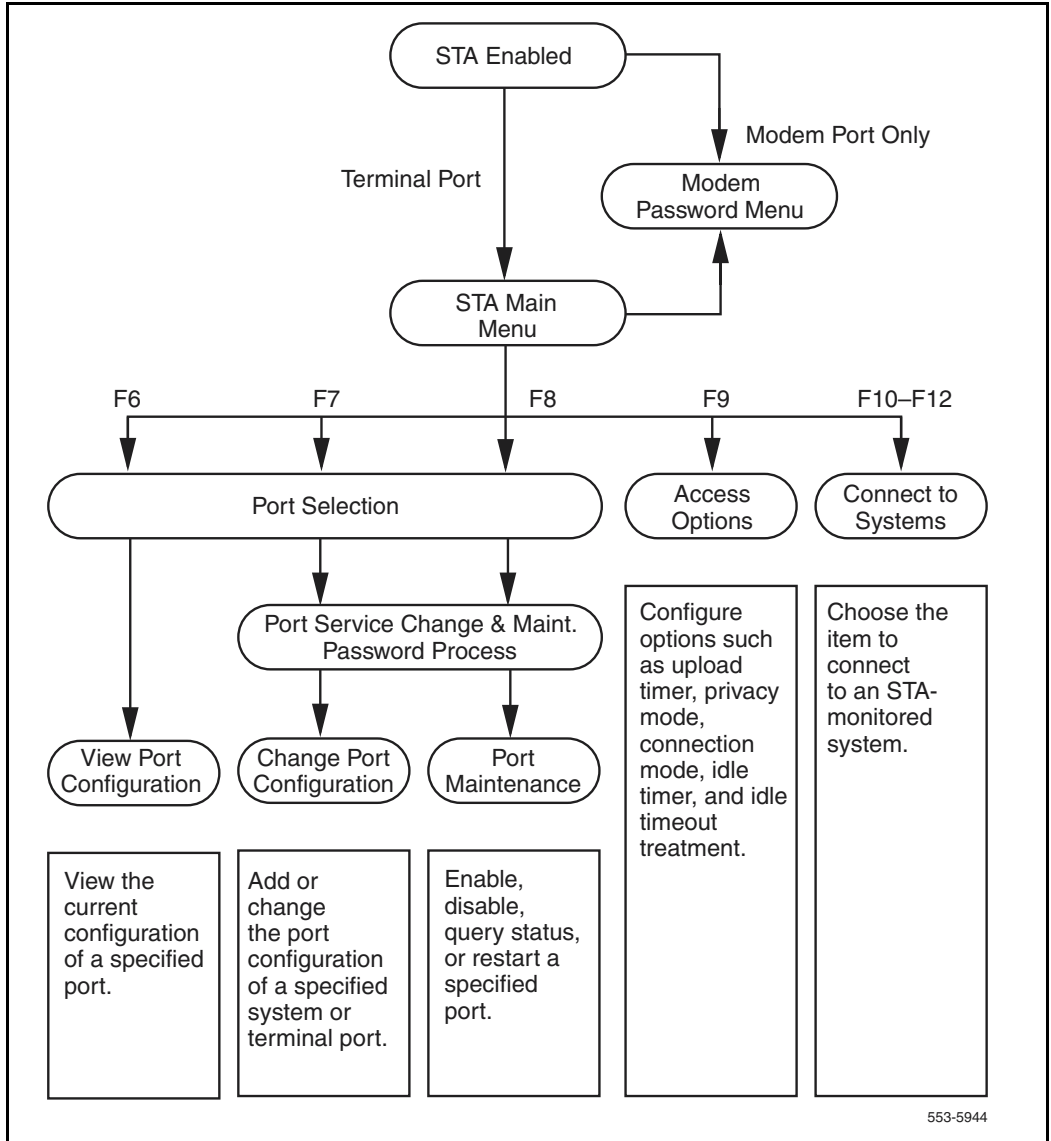 STA Enabled
Modem Port Only
Terminal Port
Modem
Password Menu
STA Main
Menu
F6
F7
F8
F9
F10–F12
Port Selection
Access
Options
Connect to
Systems
Port Service Change & Maint.
Password Process
View Port
Configuration
Change Port
Configuration
Port
Maintenance
Configure
options such
as upload
timer, privacy
mode,
connection
mode, idle
timer, and idle
timeout
treatment.
Choose the
item to
connect
to an STA-
monitored
system.
View the
current
configuration
of a specified
port.
Add or
change
the port
configuration
of a specified
system or
terminal port.
Enable,
disable,
query status,
or restart a
specified
port.
553-5944